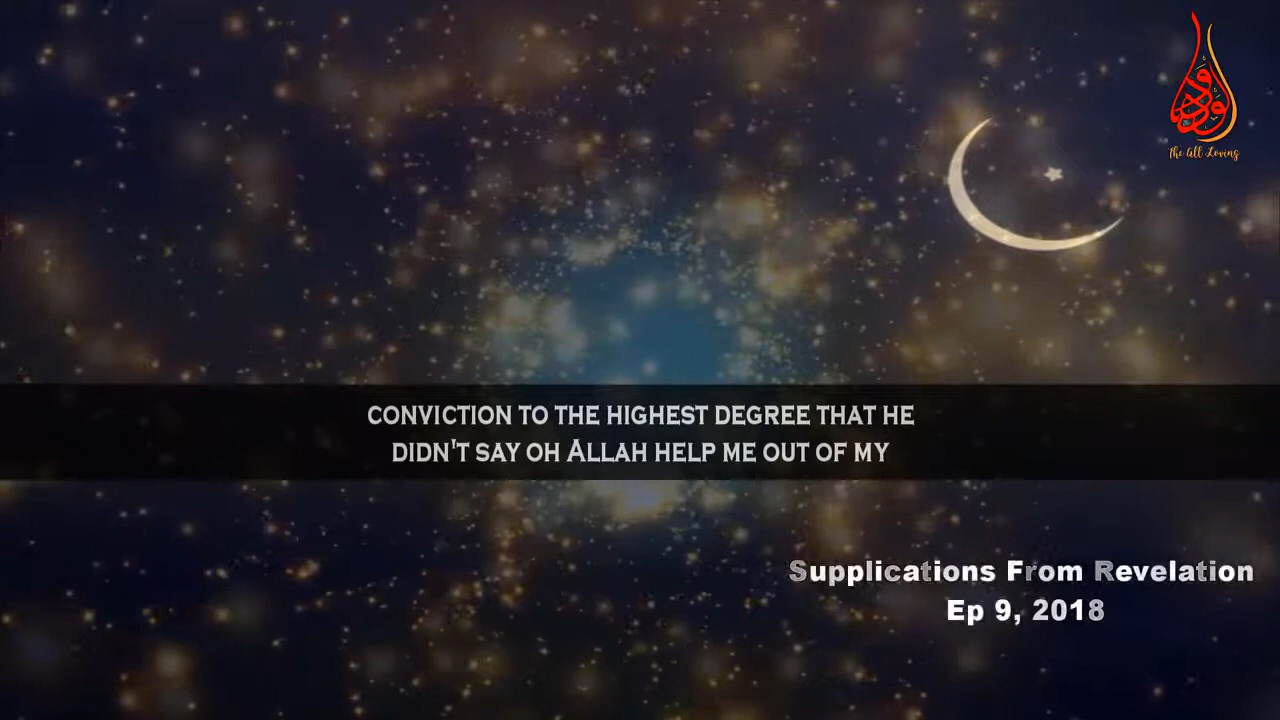 الودود
the All Loving
CONVICTION TO THE HIGHEST DEGREE THAT HE
DIDN'T SAY OH ALLAH HELP ME OUT OF MY
Supplications From Revelation
Ep 9, 2018